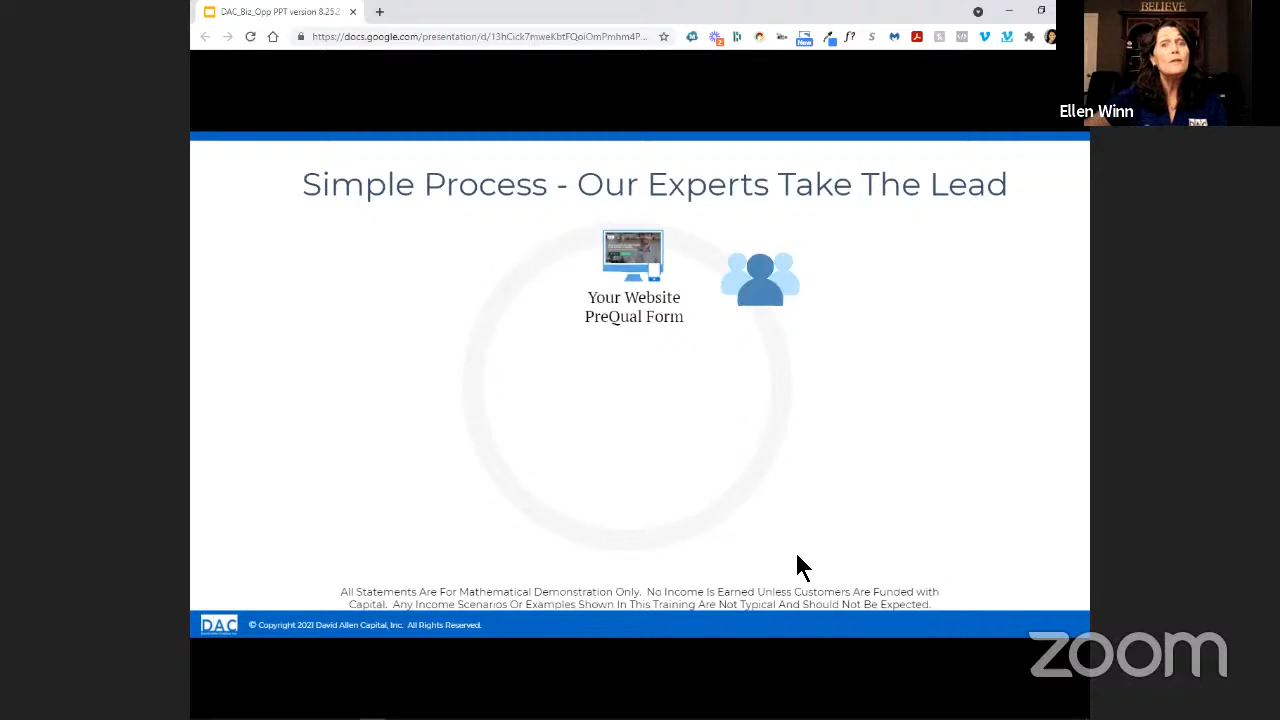 DAC_Biz_Opp PPT version 8.25.2
https://docs.google.com/presentation/d/13hCick7mweKbtFQoiOmPmhm4P...
2
New
f?
S
BELIEVE
Ellen Winn
DAC
Simple Process - Our Experts Take The Lead
Your Website
PreQual Form
All Statements Are For Mathematical Demonstration Only. No Income Is Earned Unless Customers Are Funded with
Capital. Any Income Scenarios Or Examples Shown In This Training Are Not Typical And Should Not Be Expected.
DAC
© Copyright 2021 David Allen Capital, Inc. All Rights Reserved.
zoom